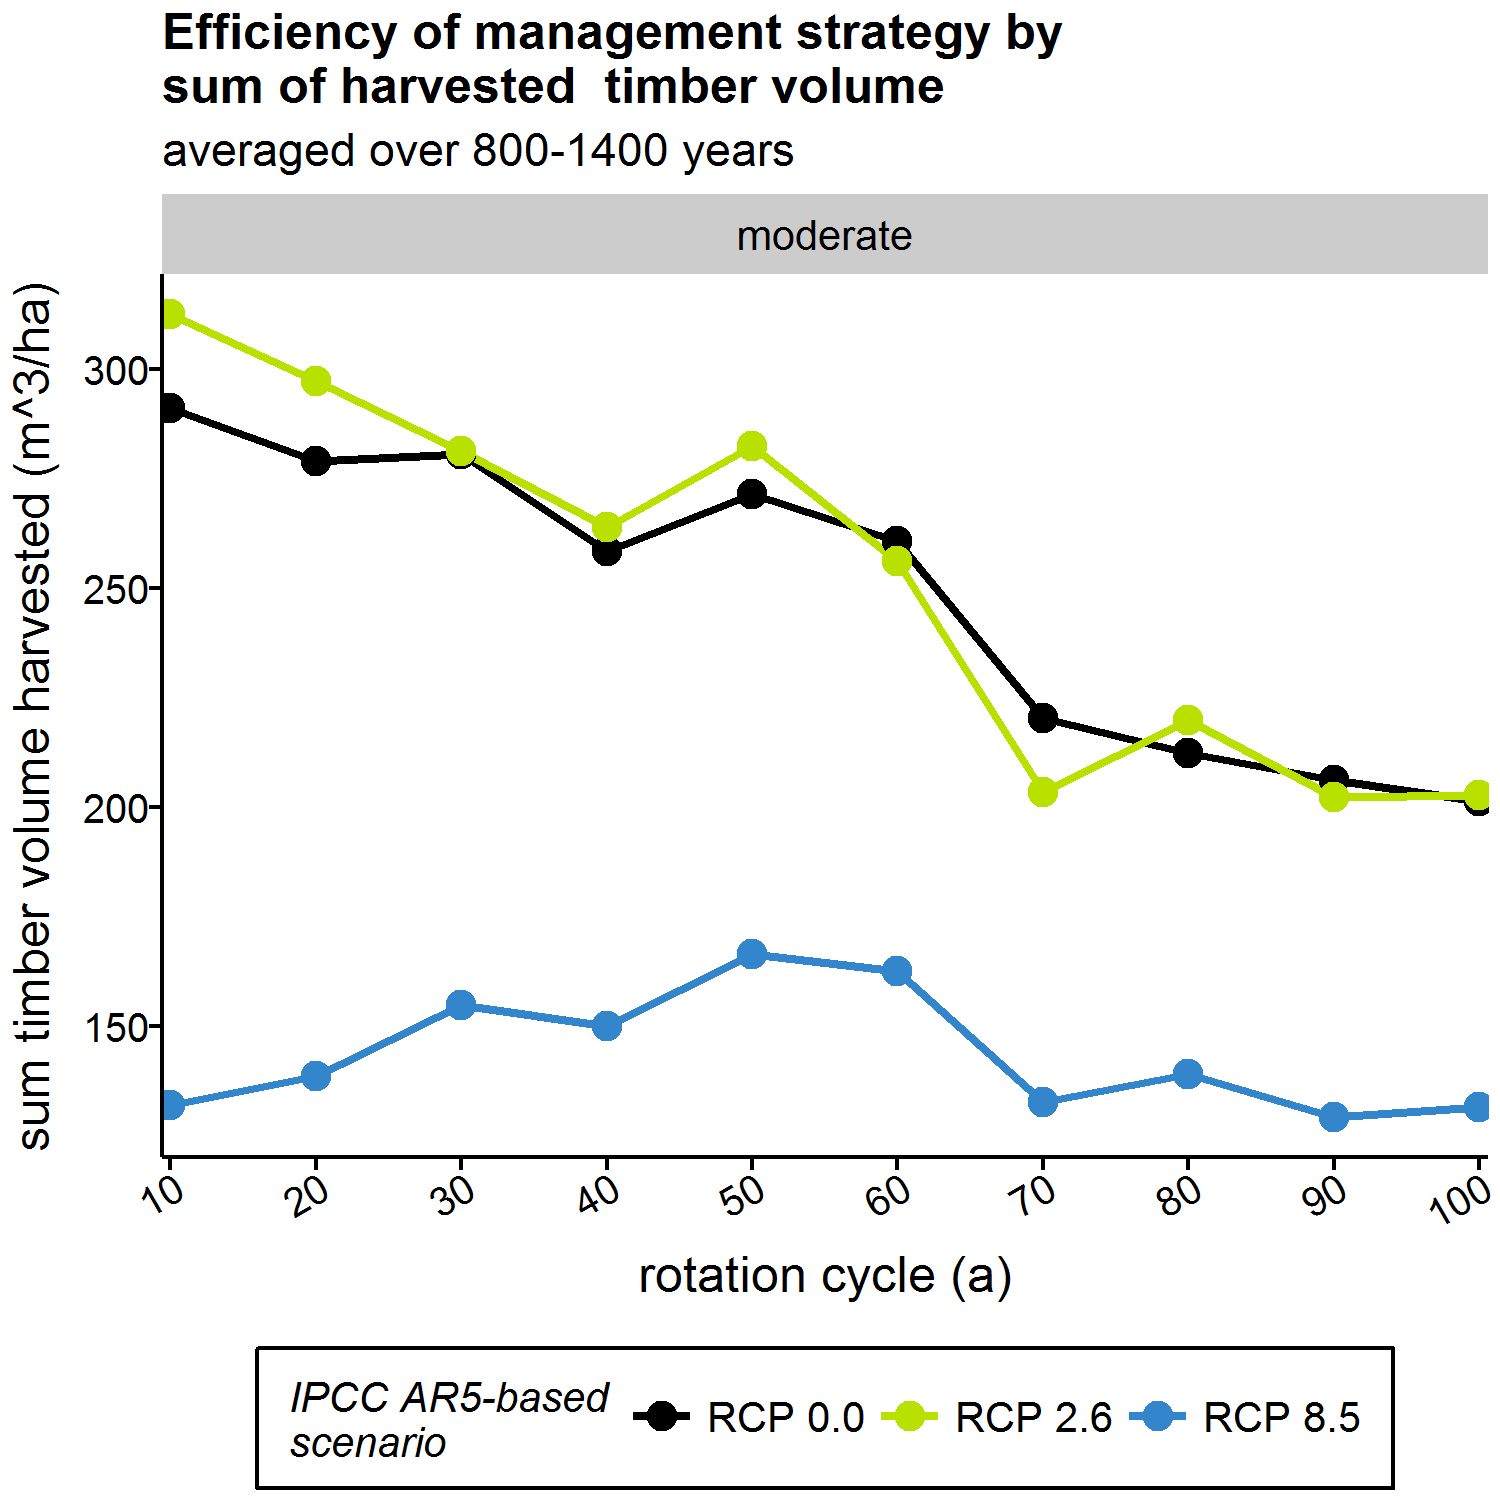 Efficiency of management strategy by
sum of harvested  timber volume
averaged over 800-1400 years
moderate
sum timber volume harvested (m^3/ha)
300
250
200
150
10 20 30 40 50 60 70 80 90 100
rotation cycle (a)
IPCC AR5-based
scenario
RCP 0.0 RCP 2.6 RCP 8.5